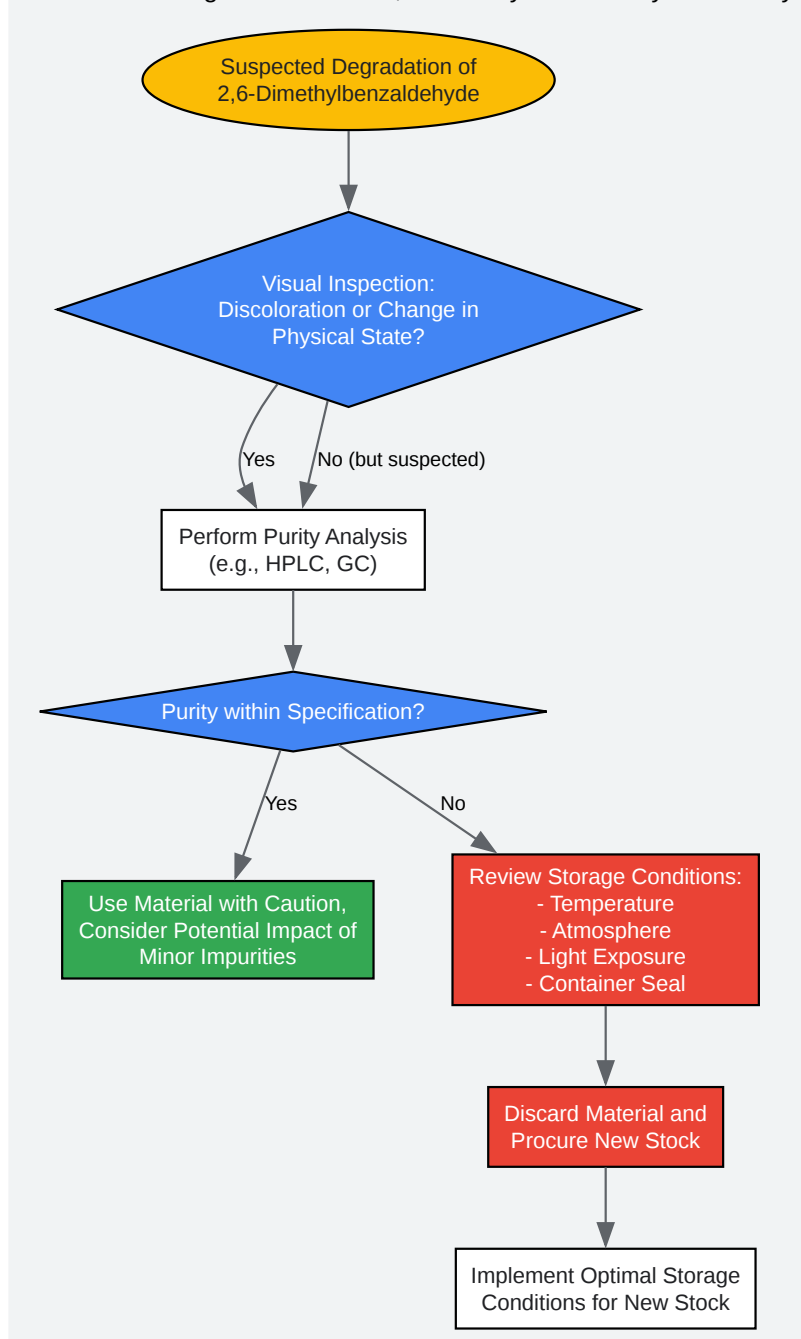 Suspected Degradation of
2,6-Dimethylbenzaldehyde
Visual Inspection:
Discoloration or Change in
Physical State?
Yes
No (but suspected)
Perform Purity Analysis
(e.g., HPLC, GC)
Purity within Specification?
Yes
No
Use Material with Caution,
Consider Potential Impact of
Minor Impurities
Review Storage Conditions:
- Temperature
- Atmosphere
- Light Exposure
- Container Seal
Discard Material and
Procure New Stock
Implement Optimal Storage
Conditions for New Stock